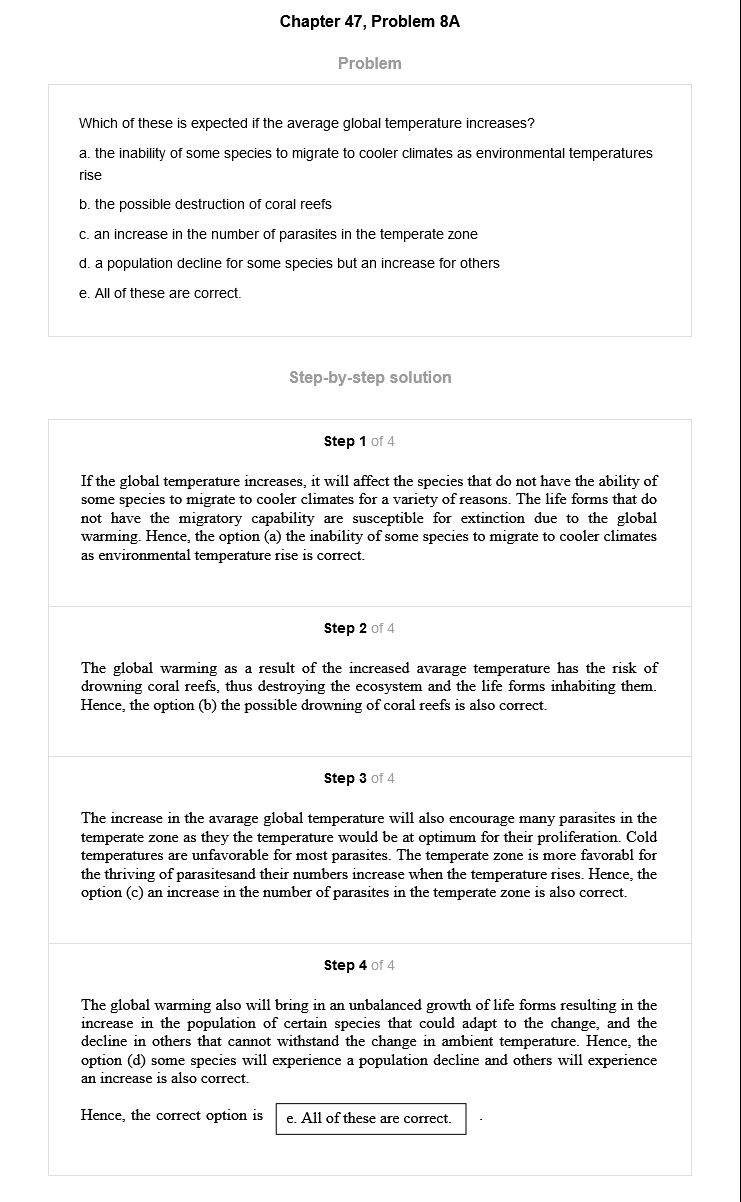 Chapter 47, Problem 8A
Problem
Which of these is expected if the average global temperature increases?
a. the inability of some species to migrate to cooler climates as environmental temperatures
rise
b. the possible destruction of coral reefs
c. an increase in the number of parasites in the temperate zone
d. a population decline for some species but an increase for others
e. All of these are correct.
Step-by-step solution
Step 1 of 4
If the global temperature increases, it will affect the species that do not have the ability of
some species to migrate to cooler climates for a variety of reasons. The life forms that do
not have the migratory capability are susceptible for extinction due to the global
warming. Hence, the option (a) the inability of some species to migrate to cooler climates
as environmental temperature rise is correct.
Step 2 of 4
The global warming as a result of the increased avarage temperature has the risk of
drowning coral reefs, thus destroying the ecosystem and the life forms inhabiting them.
Hence, the option (b) the possible drowning of coral reefs is also correct.
Step 3 of 4
The increase in the avarage global temperature will also encourage many parasites in the
temperate zone as they the temperature would be at optimum for their proliferation. Cold
temperatures are unfavorable for most parasites. The temperate zone is more favorabl for
the thriving of parasitesand their numbers increase when the temperature rises. Hence, the
option (c) an increase in the number of parasites in the temperate zone is also correct.
Step 4 of 4
The global warming also will bring in an unbalanced growth of life forms resulting in the
increase in the population of certain species that could adapt to the change, and the
decline in others that cannot withstand the change in ambient temperature. Hence, the
option (d) some species will experience a population decline and others will experience
an increase is also correct.
Hence, the correct option is e. All of these are correct. .